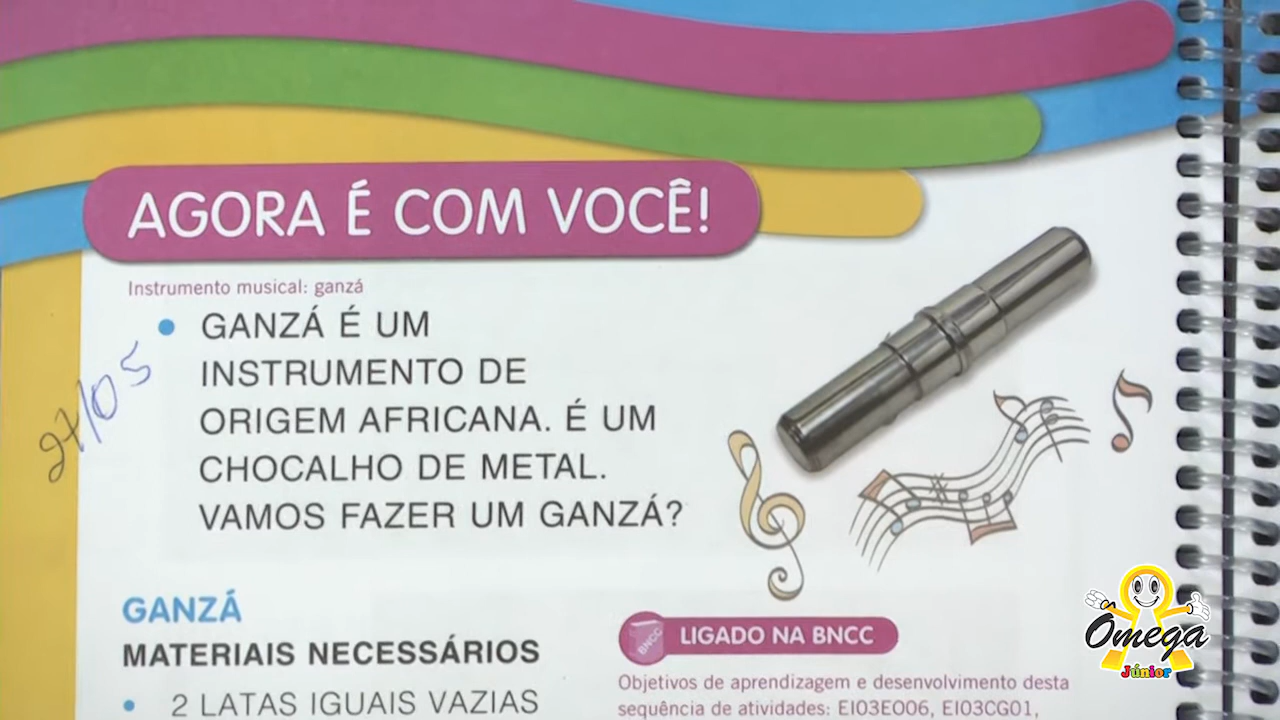 AGORA É COM VOCÊ!
Instrumento musical: ganzá
• GANZÁ É UM
INSTRUMENTO DE
ORIGEM AFRICANA. É UM
CHOCALHO DE METAL.
VAMOS FAZER UM GANZÁ?
27/05
GANZÁ
MATERIAIS NECESSÁRIOS
• 2 LATAS IGUAIS VAZIAS
BNCC
LIGADO NA BNCC
Objetivos de aprendizagem e desenvolvimento desta
sequência de atividades: EI03EO06, EI03CG01,
Ômega
Júnior